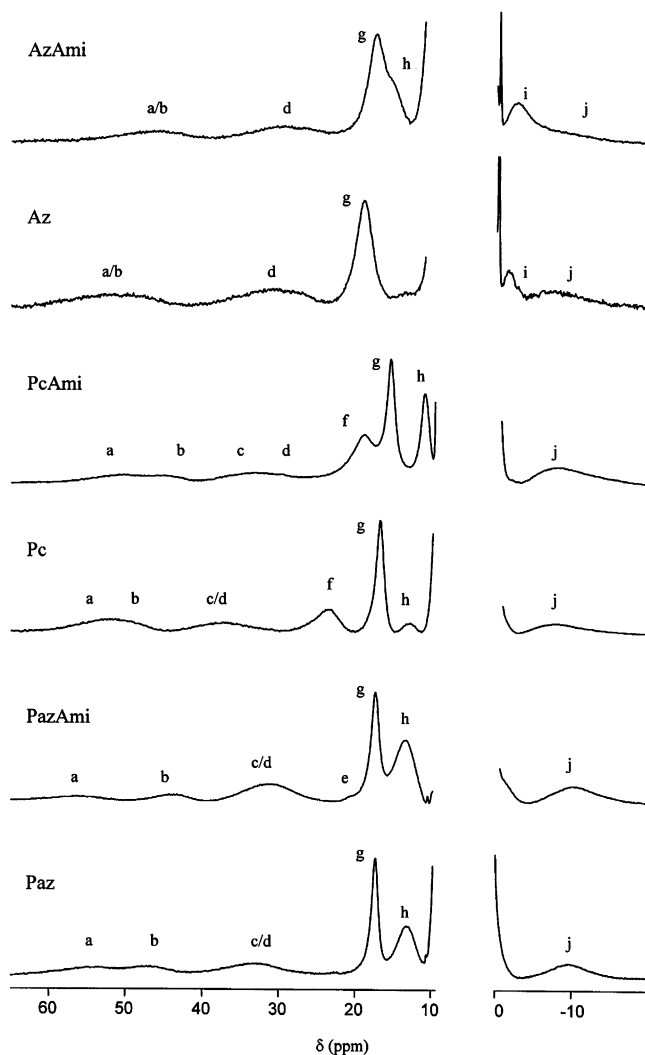 AzAmi
g
h
a/b
d
i
j
Az
g
a/b
d
i
j
PcAmi
g
h
f
a b c d
j
Pc
g
f
a b c/d
h
j
PazAmi
g
h
c/d
a b e
j
Paz
g
h
a b c/d
j
60 50 40 30 20 10 0 -10
δ (ppm)